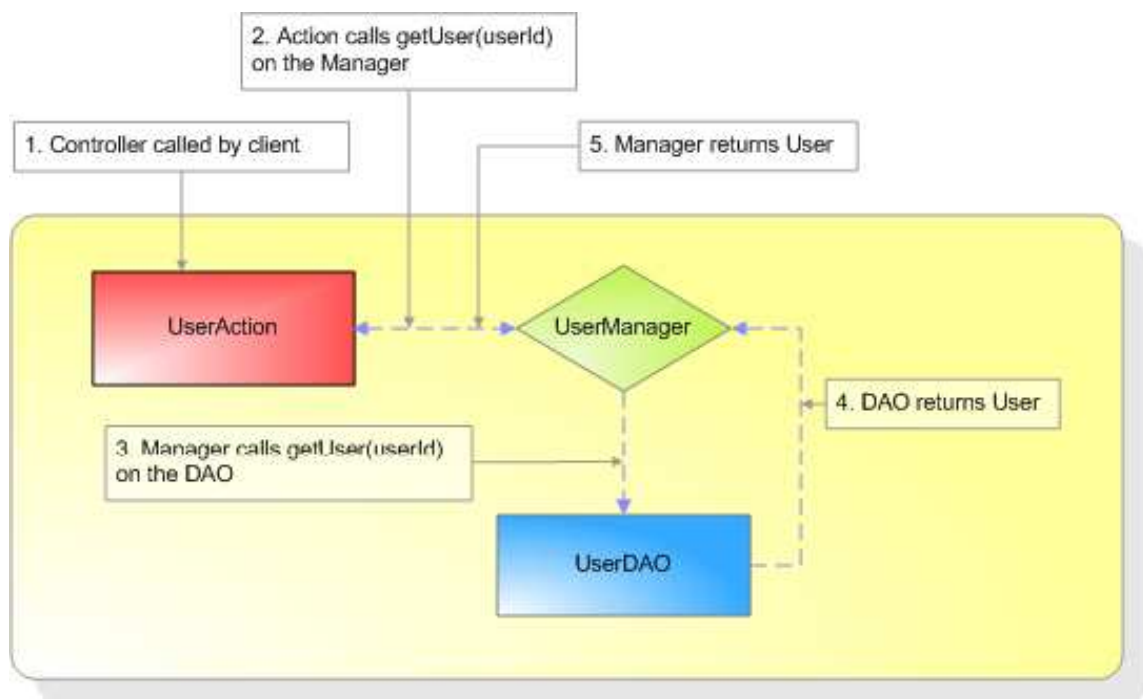 2. Action calls getUser(userId)
on the Manager
1. Controller called by client
5. Manager returns User
UserAction
UserManager
4. DAO returns User
3. Manager calls getUser(userId)
on the DAO
UserDAO